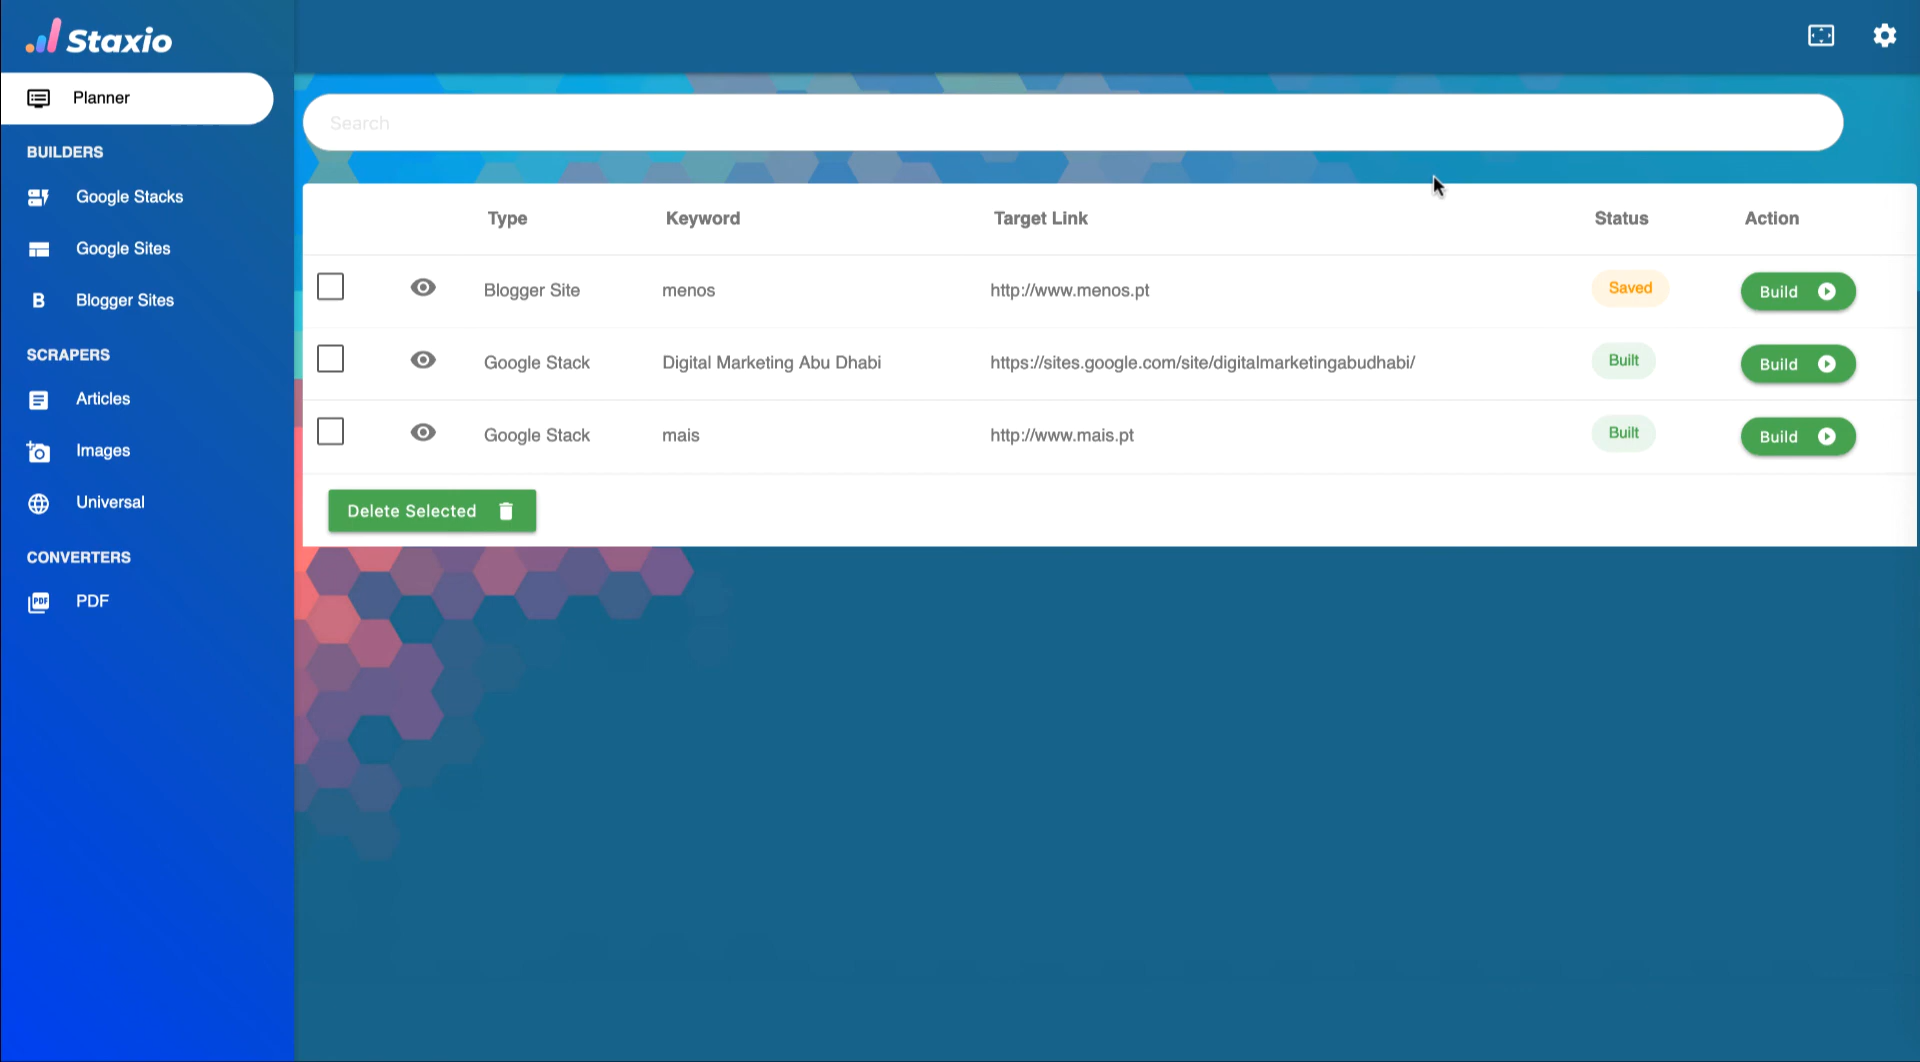 Staxio
Planner
BUILDERS
Google Stacks
Google Sites
B Blogger Sites
SCRAPERS
Articles
Images
Universal
CONVERTERS
PDF PDF
Search
Type Keyword Target Link Status Action
Blogger Site menos http://www.menos.pt Saved Build
Google Stack Digital Marketing Abu Dhabi https://sites.google.com/site/digitalmarketingabudhabi/ Built Build
Google Stack mais http://www.mais.pt Built Build
Delete Selected